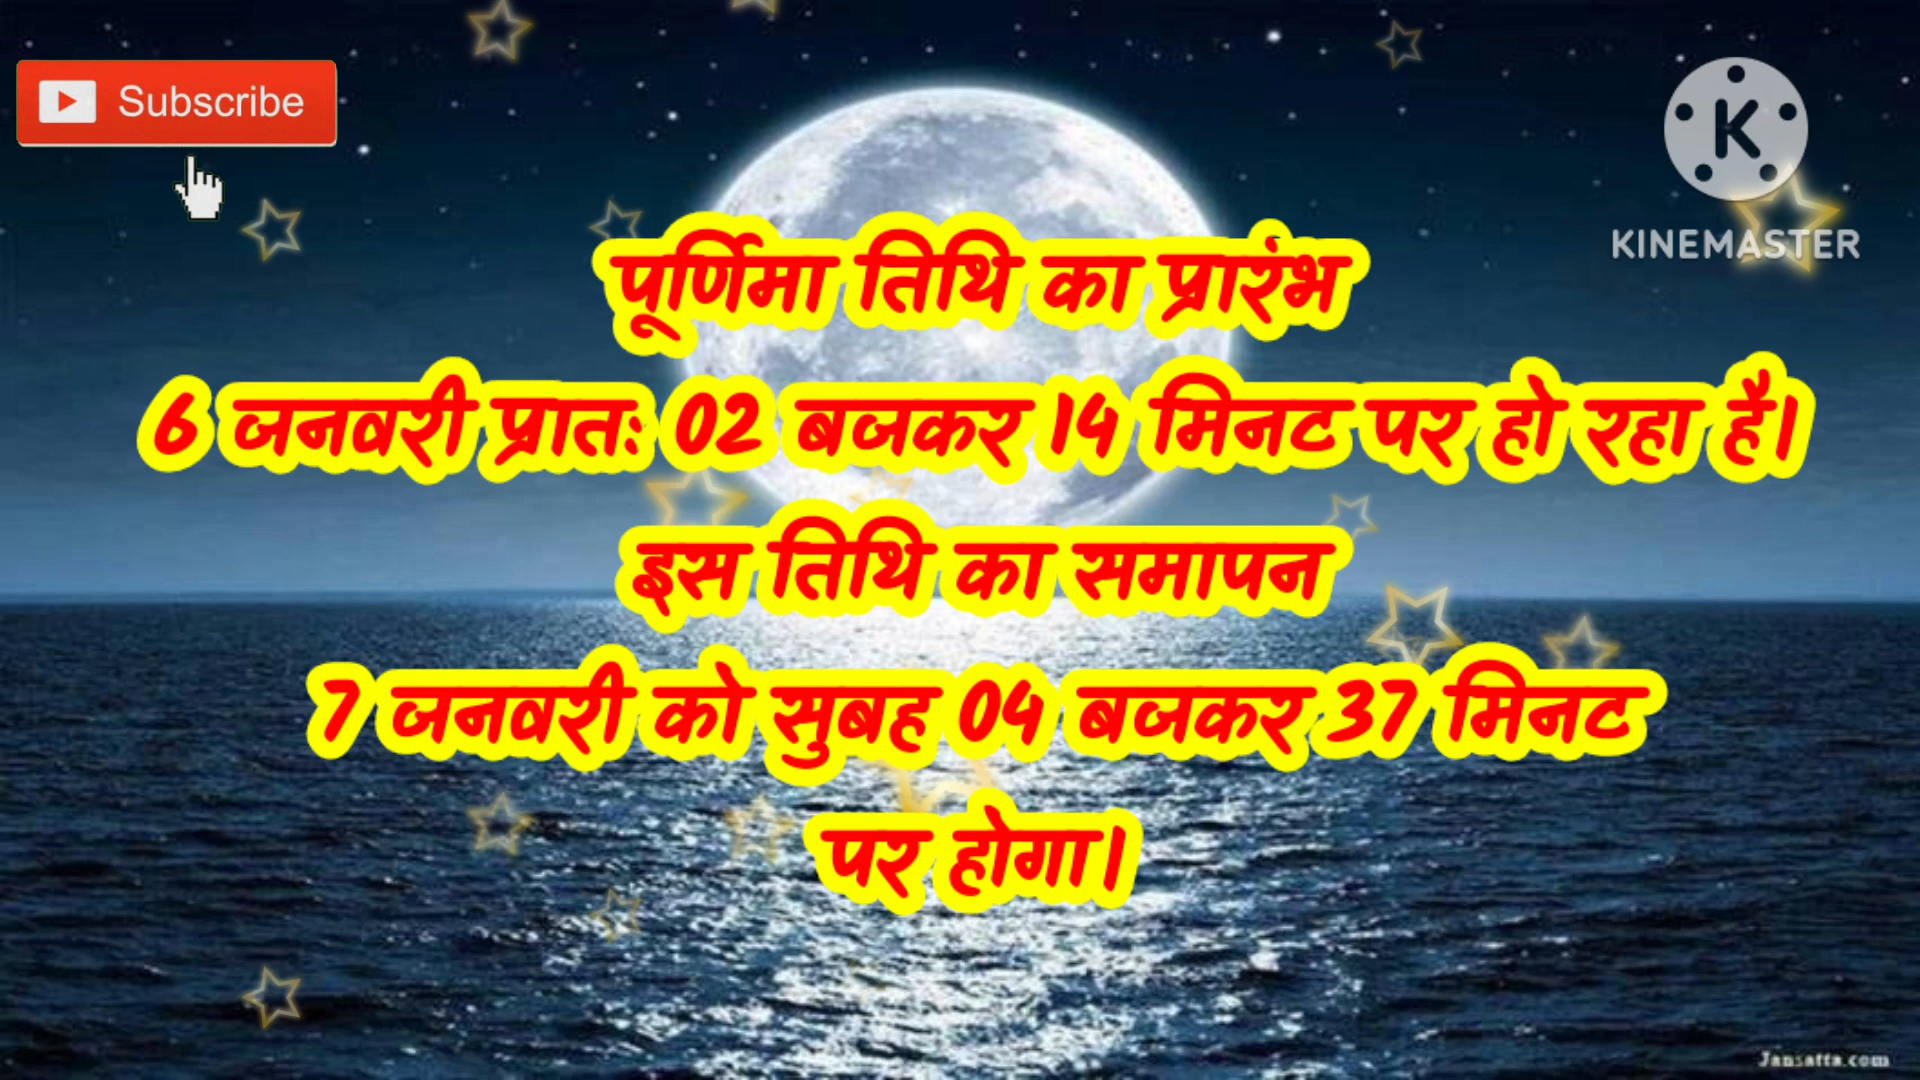 Subscribe
K
KINEMASTER
पूर्णिमा तिथि का प्रारंभ
6 जनवरी प्रातः 02 बजकर 14 मिनट पर हो रहा है।
इस तिथि का समापन
7 जनवरी को सुबह 04 बजकर 37 मिनट
पर होगा।
Jansatta.com